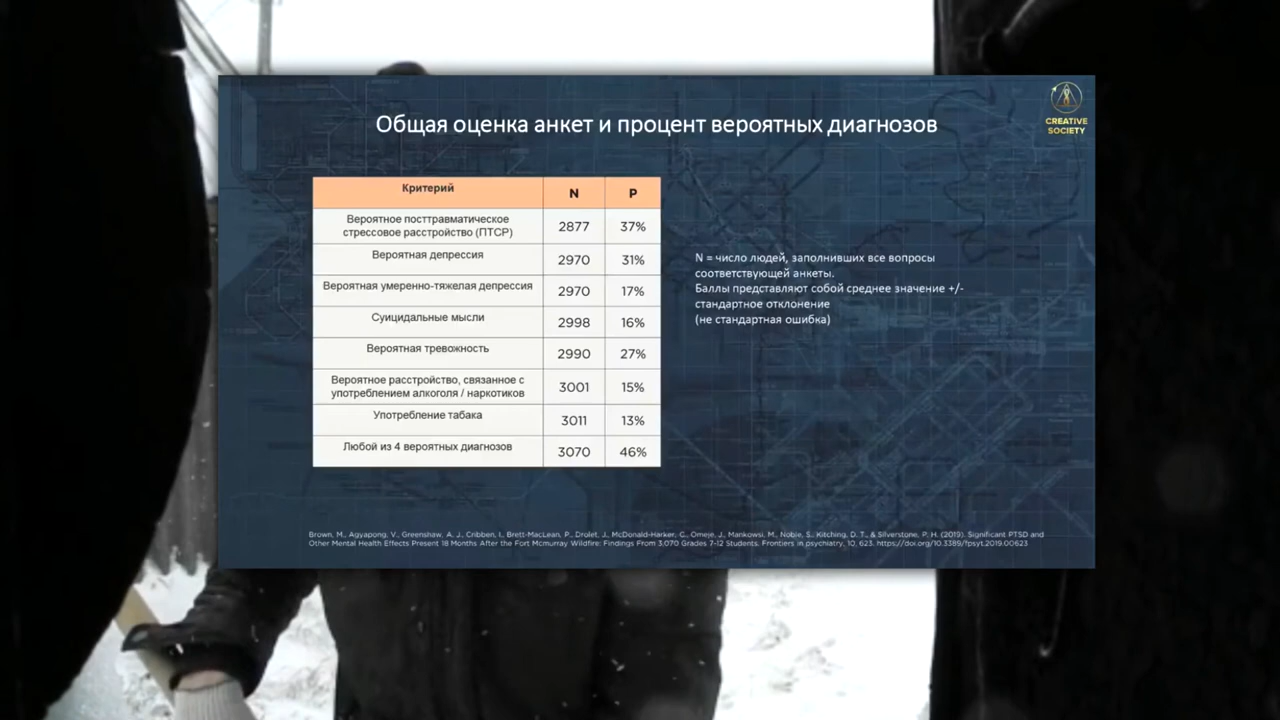 Общая оценка анкет и процент вероятных диагнозов
CREATIVE
SOCIETY
Критерий N P
Вероятное посттравматическое
стрессовое расстройство (ПТСР) 2877 37%
Вероятная депрессия 2970 31%
Вероятная умеренно-тяжелая депрессия 2970 17%
Суицидальные мысли 2998 16%
Вероятная тревожность 2990 27%
Вероятное расстройство, связанное с
употреблением алкоголя / наркотиков 3001 15%
Употребление табака 3011 13%
Любой из 4 вероятных диагнозов 3070 46%
N = число людей, заполнивших все вопросы
соответствующей анкеты.
Баллы представляют собой среднее значение +/-
стандартное отклонение
(не стандартная ошибка)
Brown, M., Agyapong, V., Greenshaw, A. J., Cribben, I., Brett-MacLean, P., Drolet, J., McDonald-Harker, C., Omeje, J., Mankowsi, M., Noble, S., Kitching, D. T., & Silverstone, P. H. (2019). Significant PTSD and
Other Mental Health Effects Present 18 Months After the Fort Mcmurray Wildfire: Findings From 3,070 Grades 7-12 Students. Frontiers in psychiatry, 10, 623. https://doi.org/10.3389/fpsyt.2019.00623